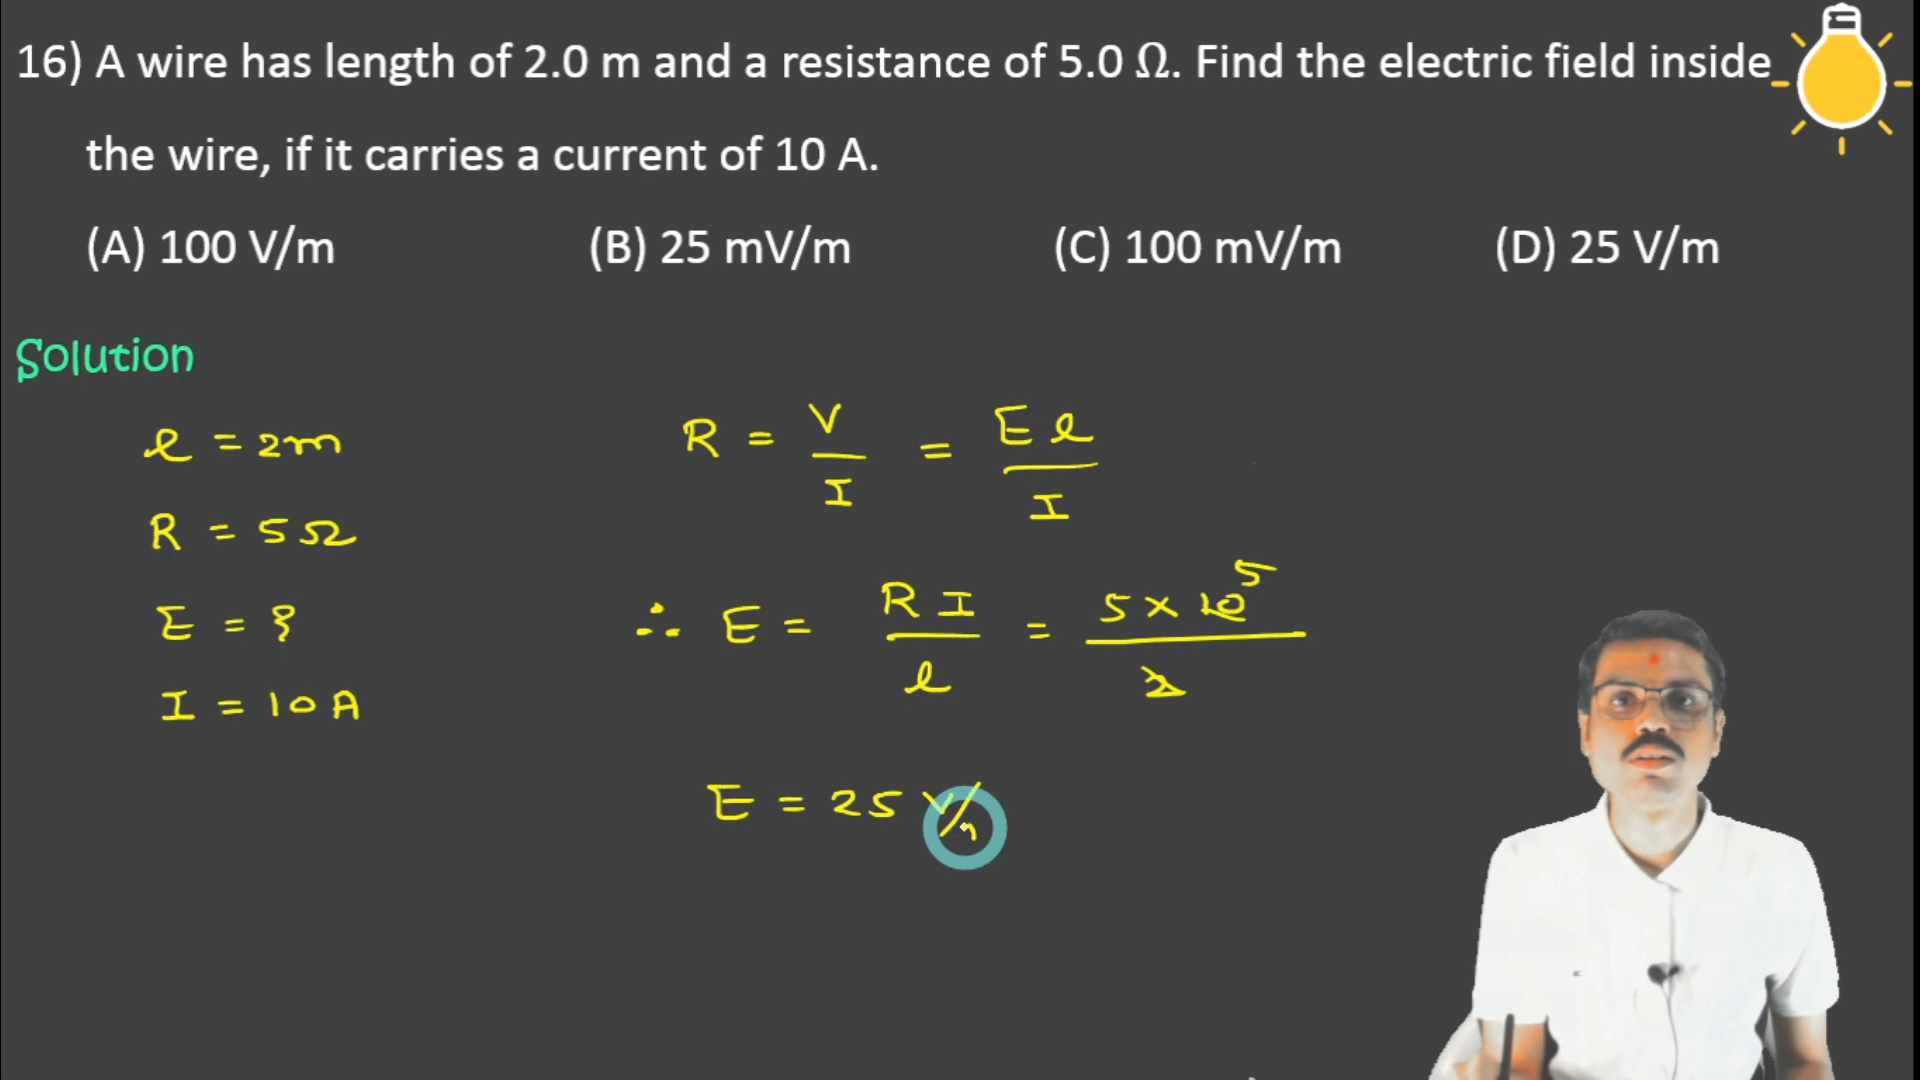 16) A wire has length of 2.0 m and a resistance of 5.0 Ω. Find the electric field inside
the wire, if it carries a current of 10 A.
(A) 100 V/m (B) 25 mV/m (C) 100 mV/m (D) 25 V/m
Solution
l = 2m
R = 5 Ω
E = ?
I = 10 A
R = V/I = El/I
∴ E = RI/l = 5 × 10/2 5
E = 25 V/m